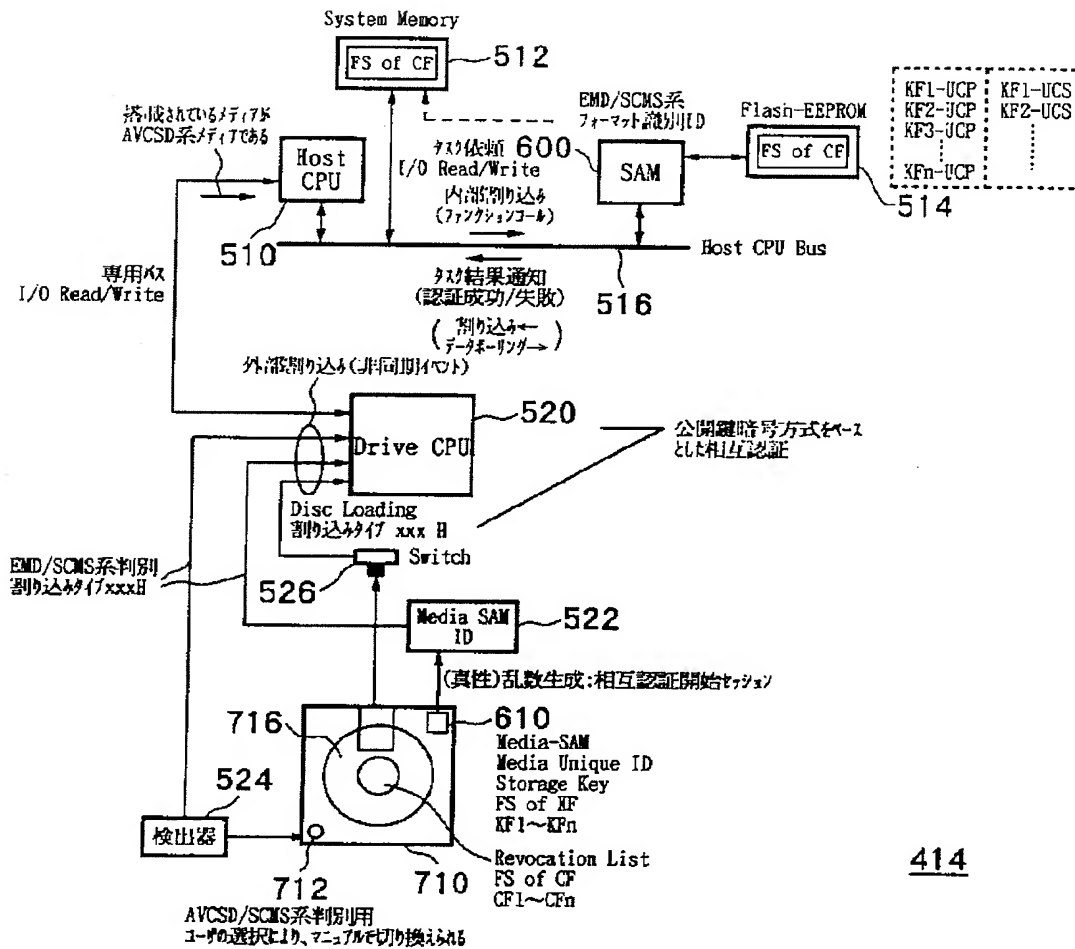 System Memory
FS of CF
512
搭載されているメディアが
AVCSD系メディアである
Host
CPU
510
タスク依頼
I/O Read/Write
内部割り込み
(ファンクションコール)
EMD/SCMS系
フォーマット識別用ID
600
SAM
Flash-EEPROM
FS of CF
514
KF1-UCP
KF2-UCP
KF3-UCP
KFn-UCP
KF1-UCS
KF2-UCS
Host CPU Bus
516
専用バス
I/O Read/Write
タスク結果通知
(認証成功/失敗)
(割り込み←
データポーリング→)
外部割り込み(非同期イベント)
Drive CPU
520
公開鍵暗号方式をベース
とした相互認証
Disc Loading
割り込みタイプ xxx H
Switch
526
EMD/SCMS系判別
割り込みタイプxxxH
Media SAM
ID
522
(真性)乱数生成:相互認証開始セッション
716
610
Media-SAM
Media Unique ID
Storage Key
FS of KF
KF1~KFn
524
検出器
712
710
Revocation List
FS of CF
CF1~CFn
414
AVCSD/SCMS系判別用
ユーザの選択により、マニュアルで切り換えられる